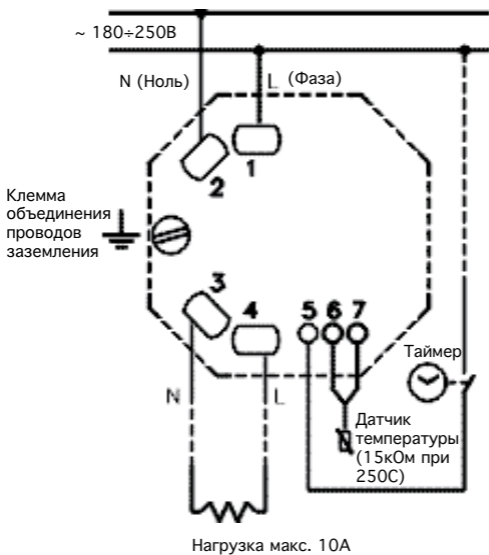 ~ 180÷250В
N (Ноль)
L (Фаза)
1
2
Клемма
объединения
проводов
заземления
3
4
5 6 7
Таймер
N
L
Датчик
температуры
(15кОм при
250С)
Нагрузка макс. 10А